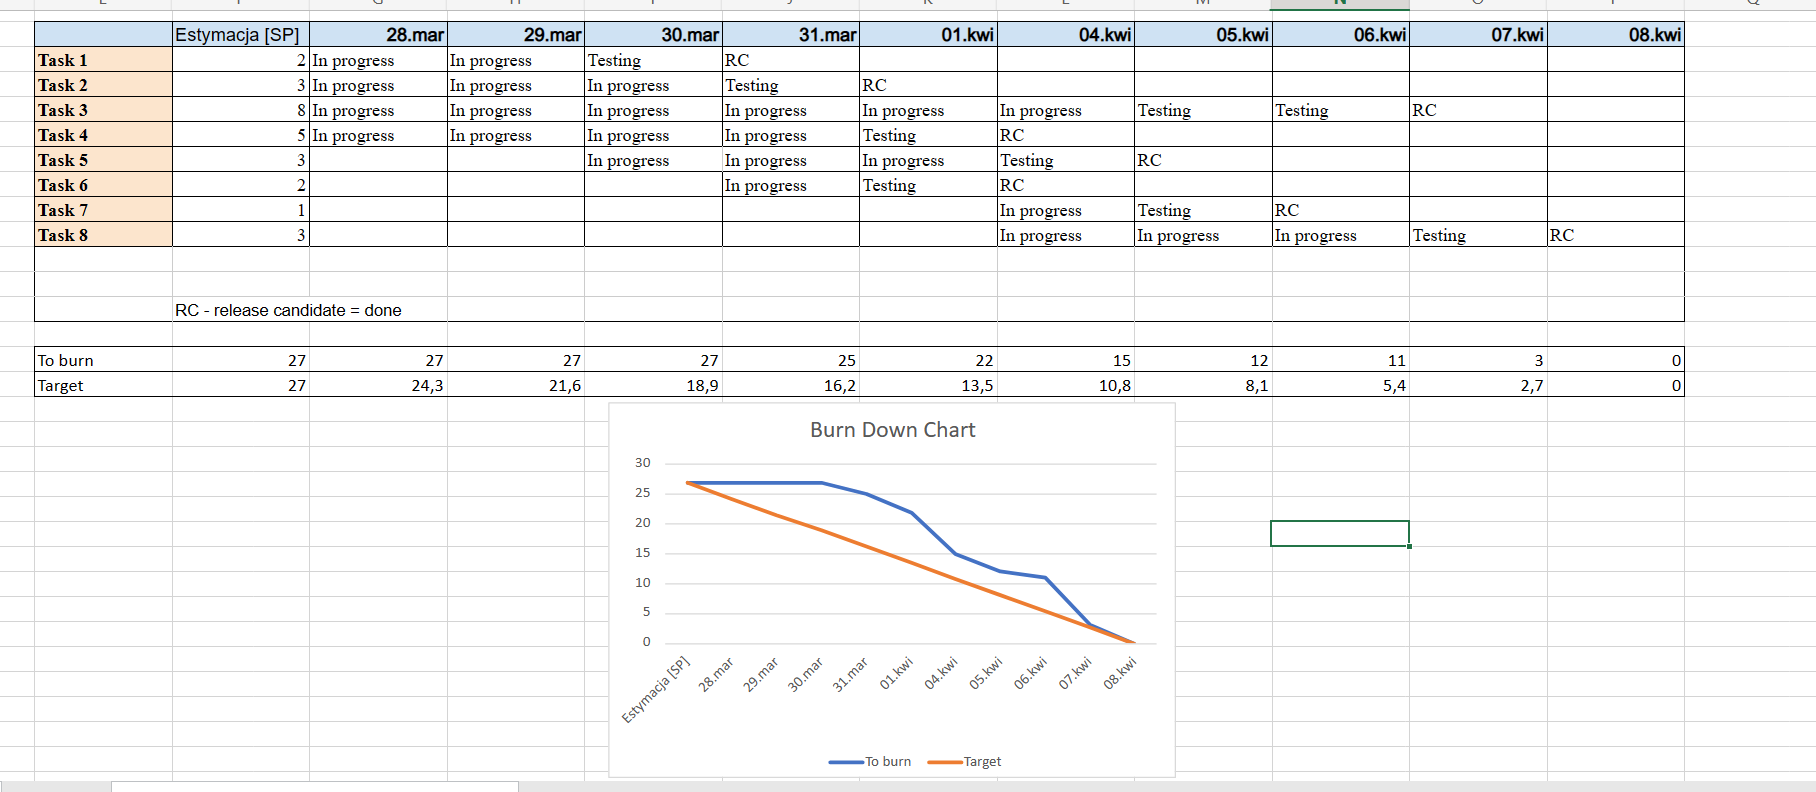 Estymacja [SP] 28.mar 29.mar 30.mar 31.mar 01.kwi 04.kwi 05.kwi 06.kwi 07.kwi 08.kwi
Task 1 2 In progress In progress Testing RC
Task 2 3 In progress In progress In progress Testing RC
Task 3 8 In progress In progress In progress In progress In progress In progress Testing Testing RC
Task 4 5 In progress In progress In progress In progress Testing RC
Task 5 3 In progress In progress In progress Testing RC
Task 6 2 In progress Testing RC
Task 7 1 In progress Testing RC
Task 8 3 In progress In progress In progress Testing RC
RC - release candidate = done
To burn 27 27 27 27 25 22 15 12 11 3 0
Target 27 24,3 21,6 18,9 16,2 13,5 10,8 8,1 5,4 2,7 0
Burn Down Chart
30
25
20
15
10
5
0
Estymacja [SP] 28.mar 29.mar 30.mar 31.mar 01.kwi 04.kwi 05.kwi 06.kwi 07.kwi 08.kwi
To burn Target